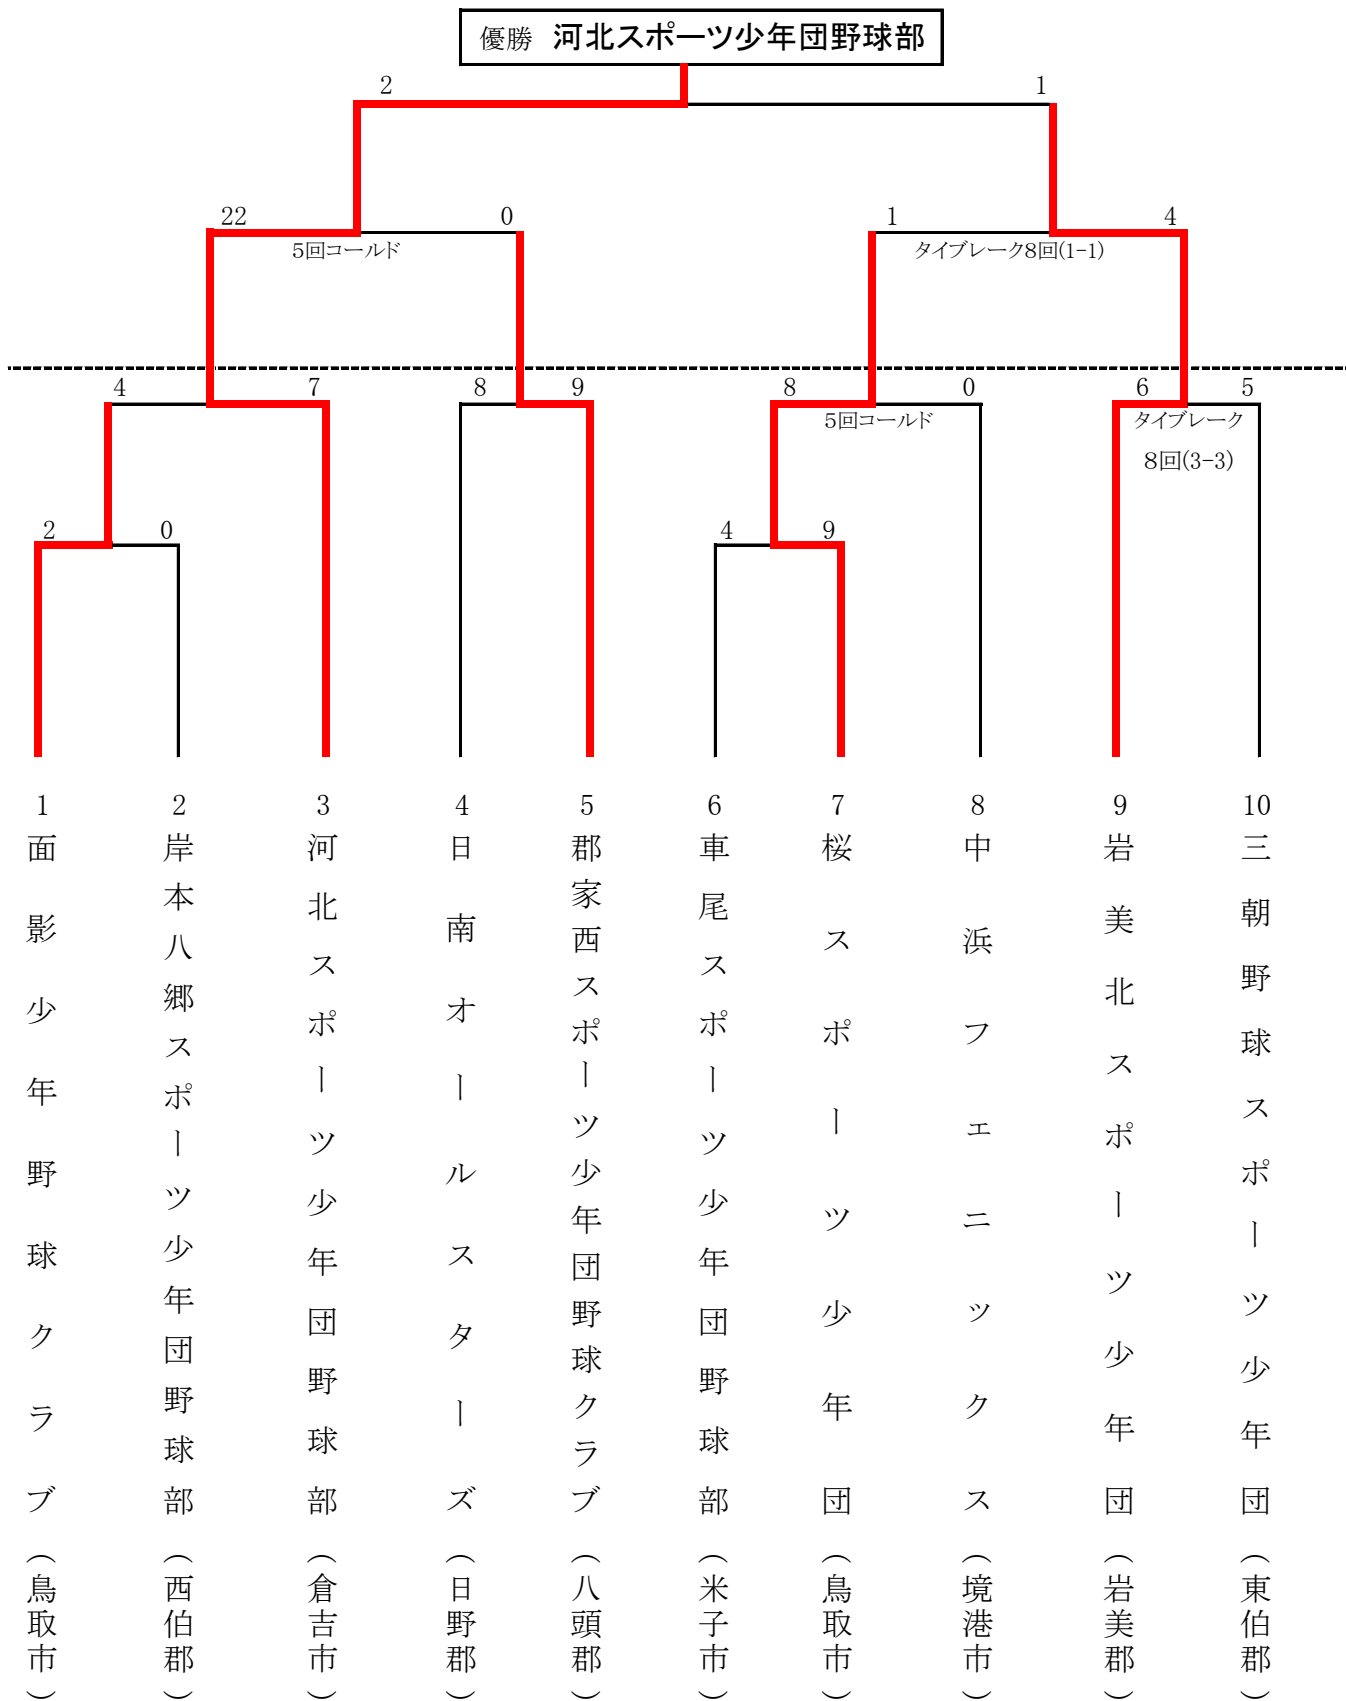 優勝 河北スポーツ少年団野球部
2 1
22 0 1 4
5回コールド タイブレーク8回(1-1)
4 7 8 9 8 0 6 5
5回コールド タイブレーク
8回(3-3)
2 0 4 9
1 面影少年野球クラブ(鳥取市)
2 岸本八郷スポーツ少年団野球部(西伯郡)
3 河北スポーツ少年団野球部(倉吉市)
4 日南オールスターズ(日野郡)
5 郡家西スポーツ少年団野球クラブ(八頭郡)
6 車尾スポーツ少年団野球部(米子市)
7 桜スポーツ少年団(鳥取市)
8 中浜フェニックス(境港市)
9 岩美北スポーツ少年団(岩美郡)
10 三朝野球スポーツ少年団(東伯郡)